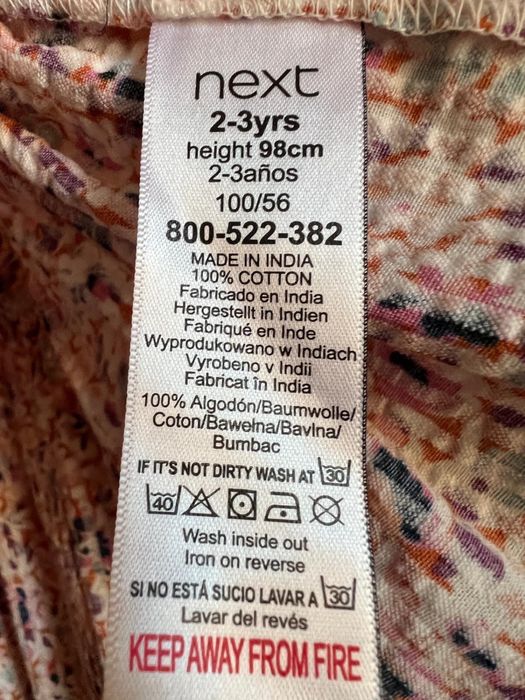 next
2-3yrs
height 98cm
2-3años
100/56
800-522-382
MADE IN INDIA
100% COTTON
Fabricado en India
Hergestellt in Indien
Fabriqué en Inde
Wyprodukowano w Indiach
Vyrobeno v Indii
Fabricat în India
100% Algodón/Baumwolle/
Coton/Bawełna/Bavlna/
Bumbac
IF IT'S NOT DIRTY WASH AT 30
40
Wash inside out
Iron on reverse
SI NO ESTÁ SUCIO LAVAR A 30
Lavar del revés
KEEP AWAY FROM FIRE